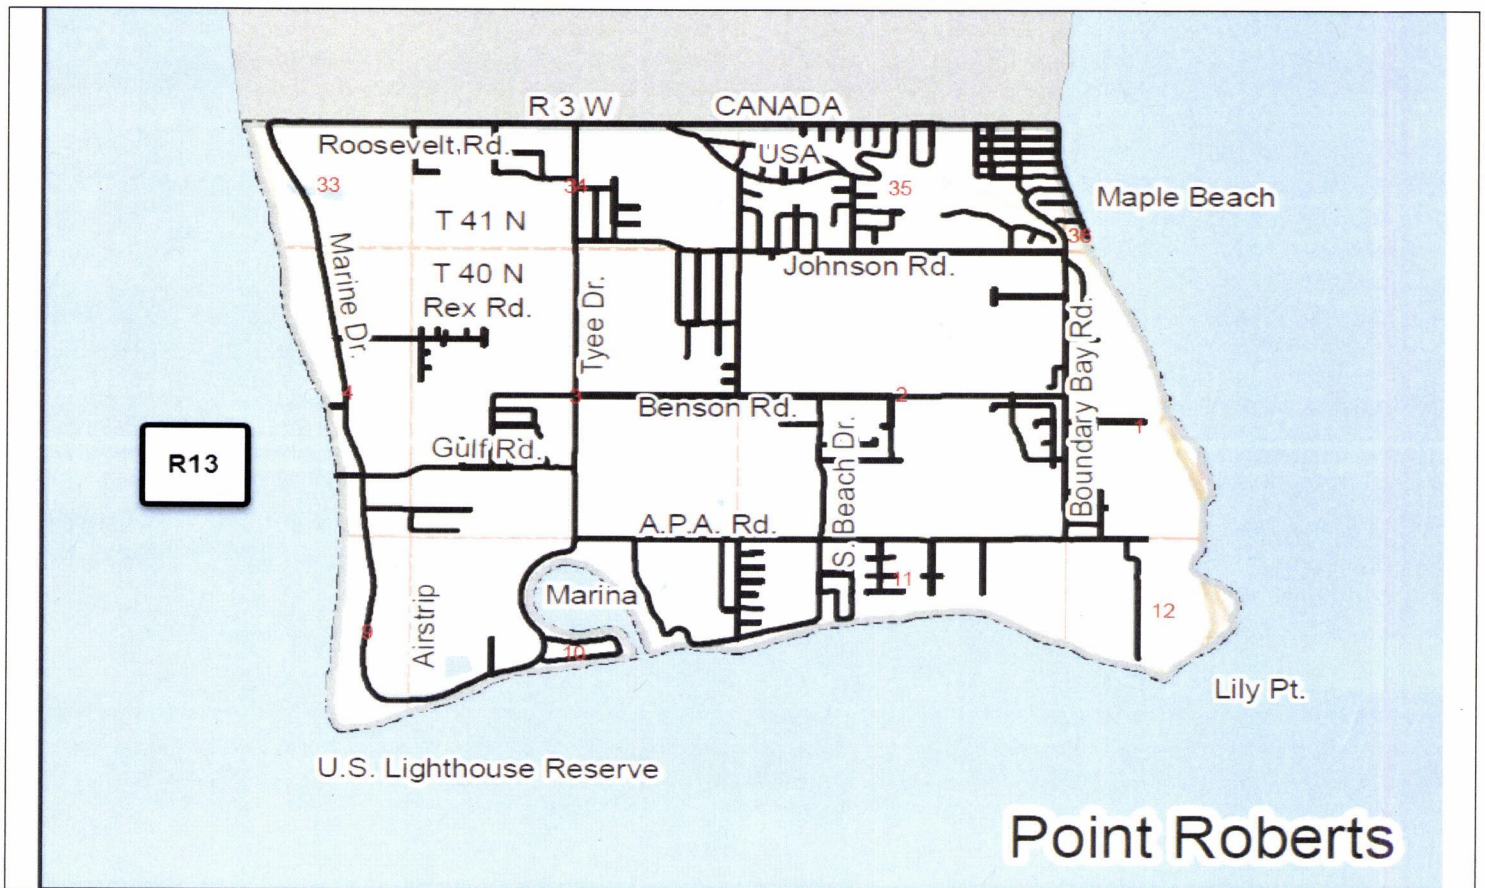 R 3 W
CANADA
Roosevelt Rd.
USA
33
34
35
Maple Beach
T 41 N
36
Marine Dr.
T 40 N
Johnson Rd.
Rex Rd.
Tyee Dr.
Boundary Bay Rd.
4
3
2
Benson Rd.
1
R13
Gulf Rd.
S. Beach Dr.
A.P.A. Rd.
11
Marina
Airstrip
12
9
10
Lily Pt.
U.S. Lighthouse Reserve
Point Roberts